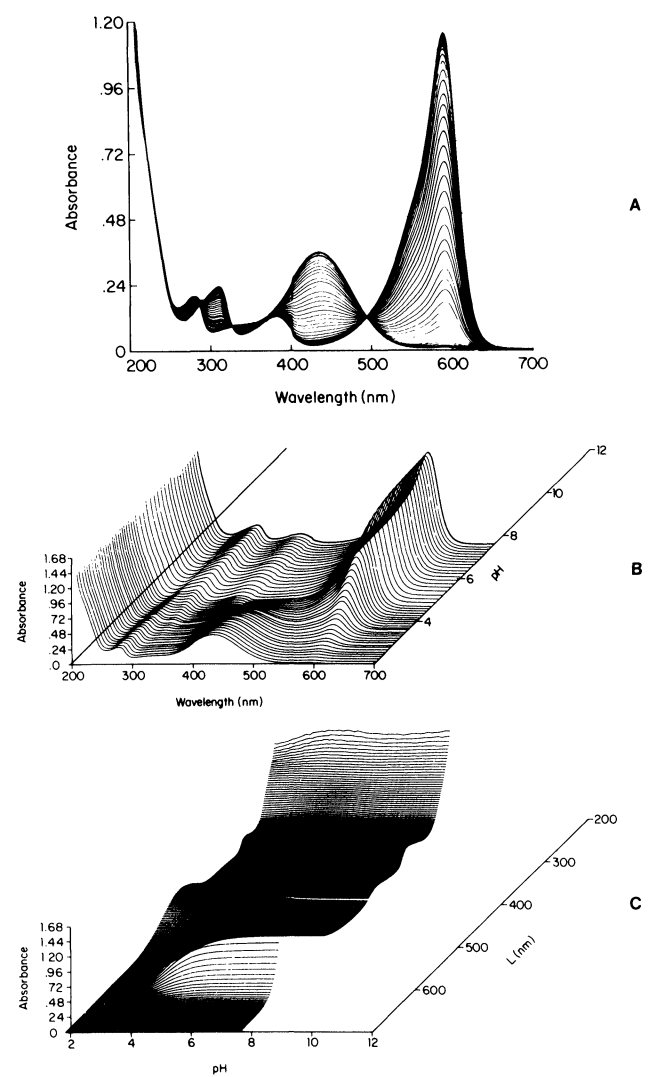 1.20
.96
.72
.48
.24
0
Absorbance
200 300 400 500 600 700
Wavelength (nm)
A
12
10
8
6
4
pH
1.68
1.44
1.20
.96
.72
.48
.24
.0
Absorbance
200 300 400 500 600 700
Wavelength (nm)
B
200
300
400
500
600
L (nm)
1.68
1.44
1.20
.96
.72
.48
.24
0
Absorbance
2 4 6 8 10 12
pH
C